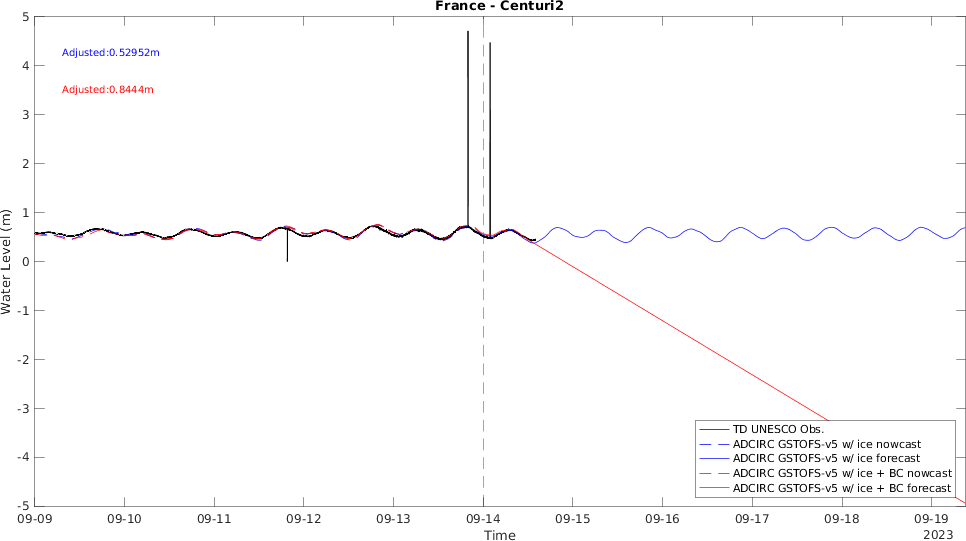 France - Centuri2
Adjusted:0.52952m
Adjusted:0.8444m
Water Level (m)
5
4
3
2
1
0
-1
-2
-3
-4
-5
TD UNESCO Obs.
ADCIRC GSTOFS-v5 w/ ice nowcast
ADCIRC GSTOFS-v5 w/ ice forecast
ADCIRC GSTOFS-v5 w/ ice + BC nowcast
ADCIRC GSTOFS-v5 w/ ice + BC forecast
09-09 09-10 09-11 09-12 09-13 09-14 09-15 09-16 09-17 09-18 09-19
Time
2023